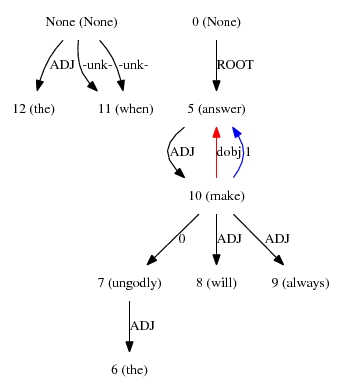 None (None) 0 (None)
ADJ -unk- -unk- ROOT
12 (the) 11 (when) 5 (answer)
ADJ dobj 1
10 (make)
0 ADJ ADJ
7 (ungodly) 8 (will) 9 (always)
ADJ
6 (the)